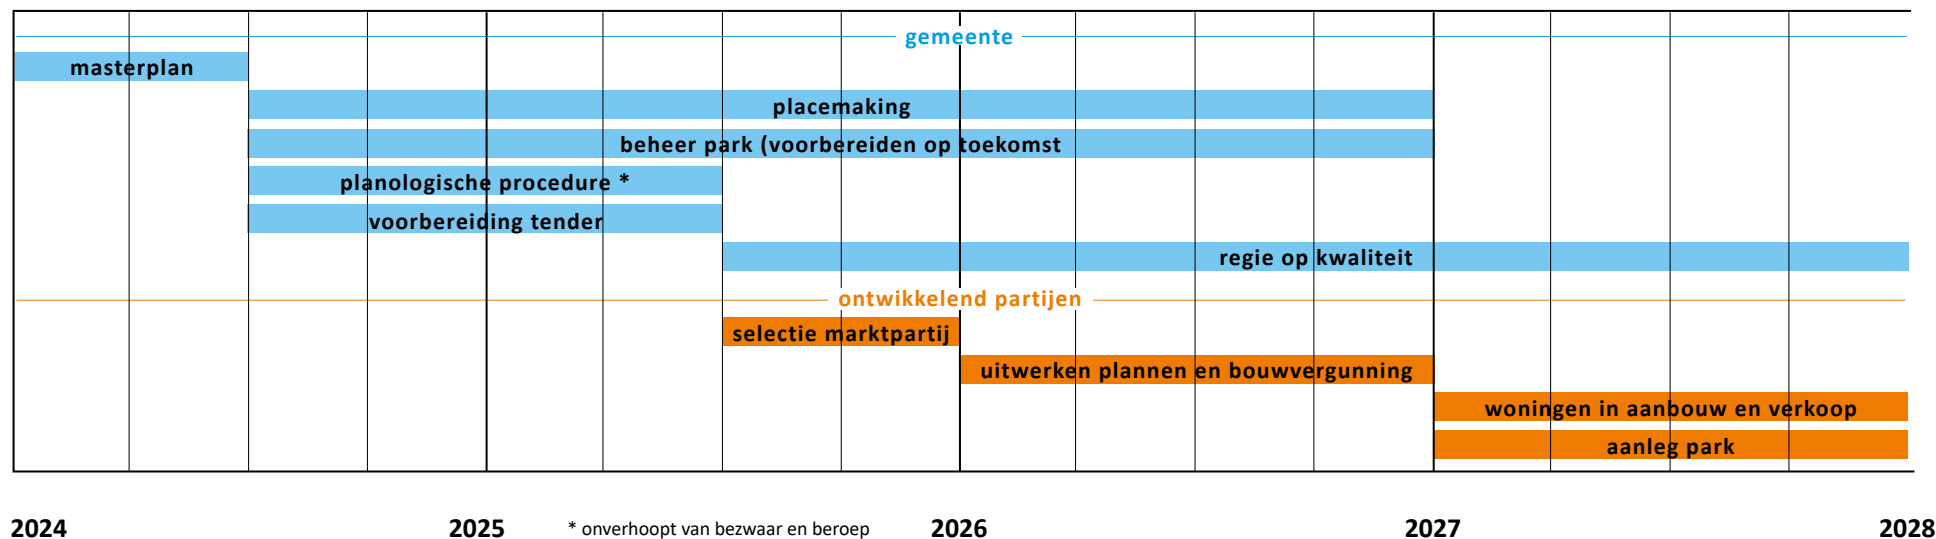 gemeente
masterplan
placemaking
beheer park (voorbereiden op toekomst
planologische procedure *
voorbereiding tender
regie op kwaliteit
ontwikkelend partijen
selectie marktpartij
uitwerken plannen en bouwvergunning
woningen in aanbouw en verkoop
aanleg park
2024 2025 * onverhoopt van bezwaar en beroep 2026 2027 2028